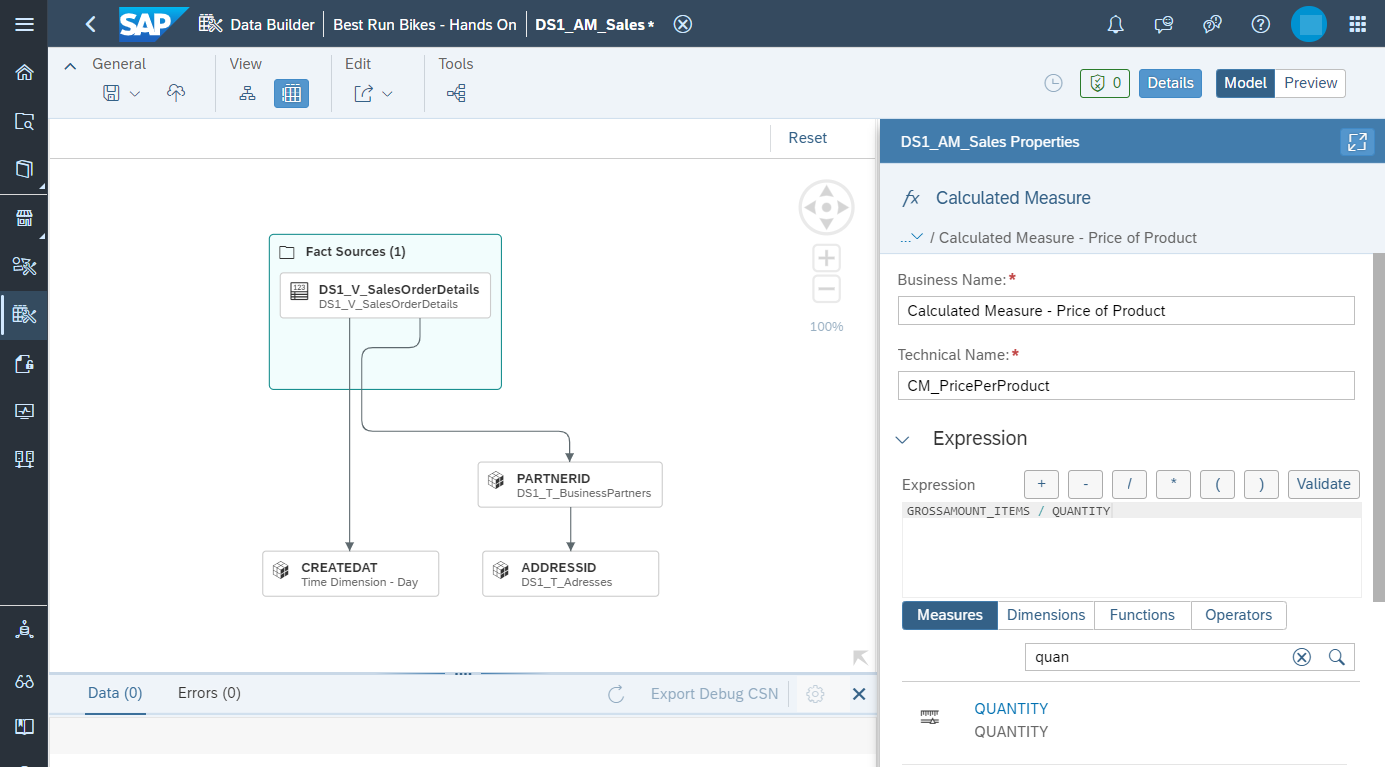 SAP Data Builder Best Run Bikes - Hands On DS1_AM_Sales*
General View Edit Tools
0 Details Model Preview
Reset
100%
Fact Sources (1)
123
DS1_V_SalesOrderDetails
DS1_V_SalesOrderDetails
PARTNERID
DS1_T_BusinessPartners
CREATEDAT
Time Dimension - Day
ADDRESSID
DS1_T_Adresses
Data (0) Errors (0) Export Debug CSN
DS1_AM_Sales Properties
fx Calculated Measure
... / Calculated Measure - Price of Product
Business Name:*
Calculated Measure - Price of Product
Technical Name:*
CM_PricePerProduct
Expression
Expression + - / * ( ) Validate
GROSSAMOUNT_ITEMS / QUANTITY
Measures Dimensions Functions Operators
quan
QUANTITY
QUANTITY